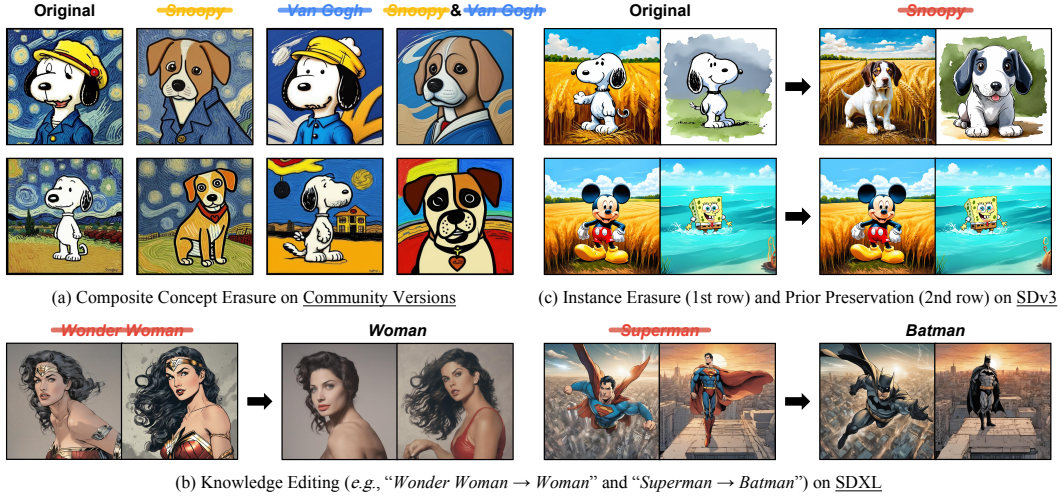 Original Snoopy Van Gogh Snoopy & Van Gogh
Original Snoopy
(a) Composite Concept Erasure on Community Versions
(c) Instance Erasure (1st row) and Prior Preservation (2nd row) on SDv3
Wonder Woman Woman Superman Batman
(b) Knowledge Editing (e.g., “Wonder Woman → Woman” and “Superman → Batman”) on SDXL